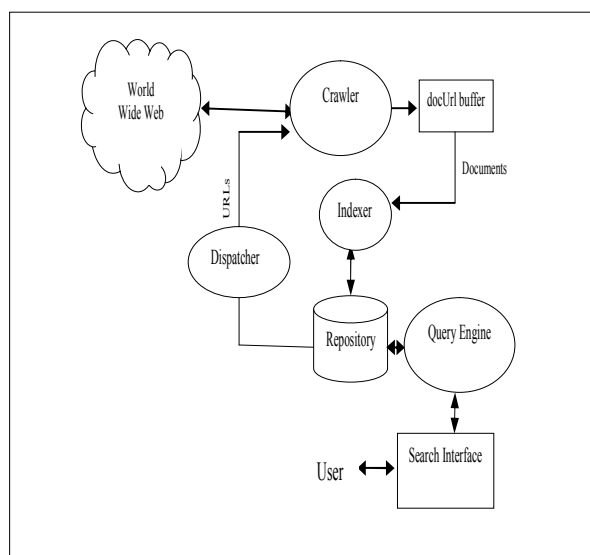 World
Wide Web
Crawler
docUrl buffer
Documents
URLs
Indexer
Dispatcher
Repository
Query Engine
Search Interface
User